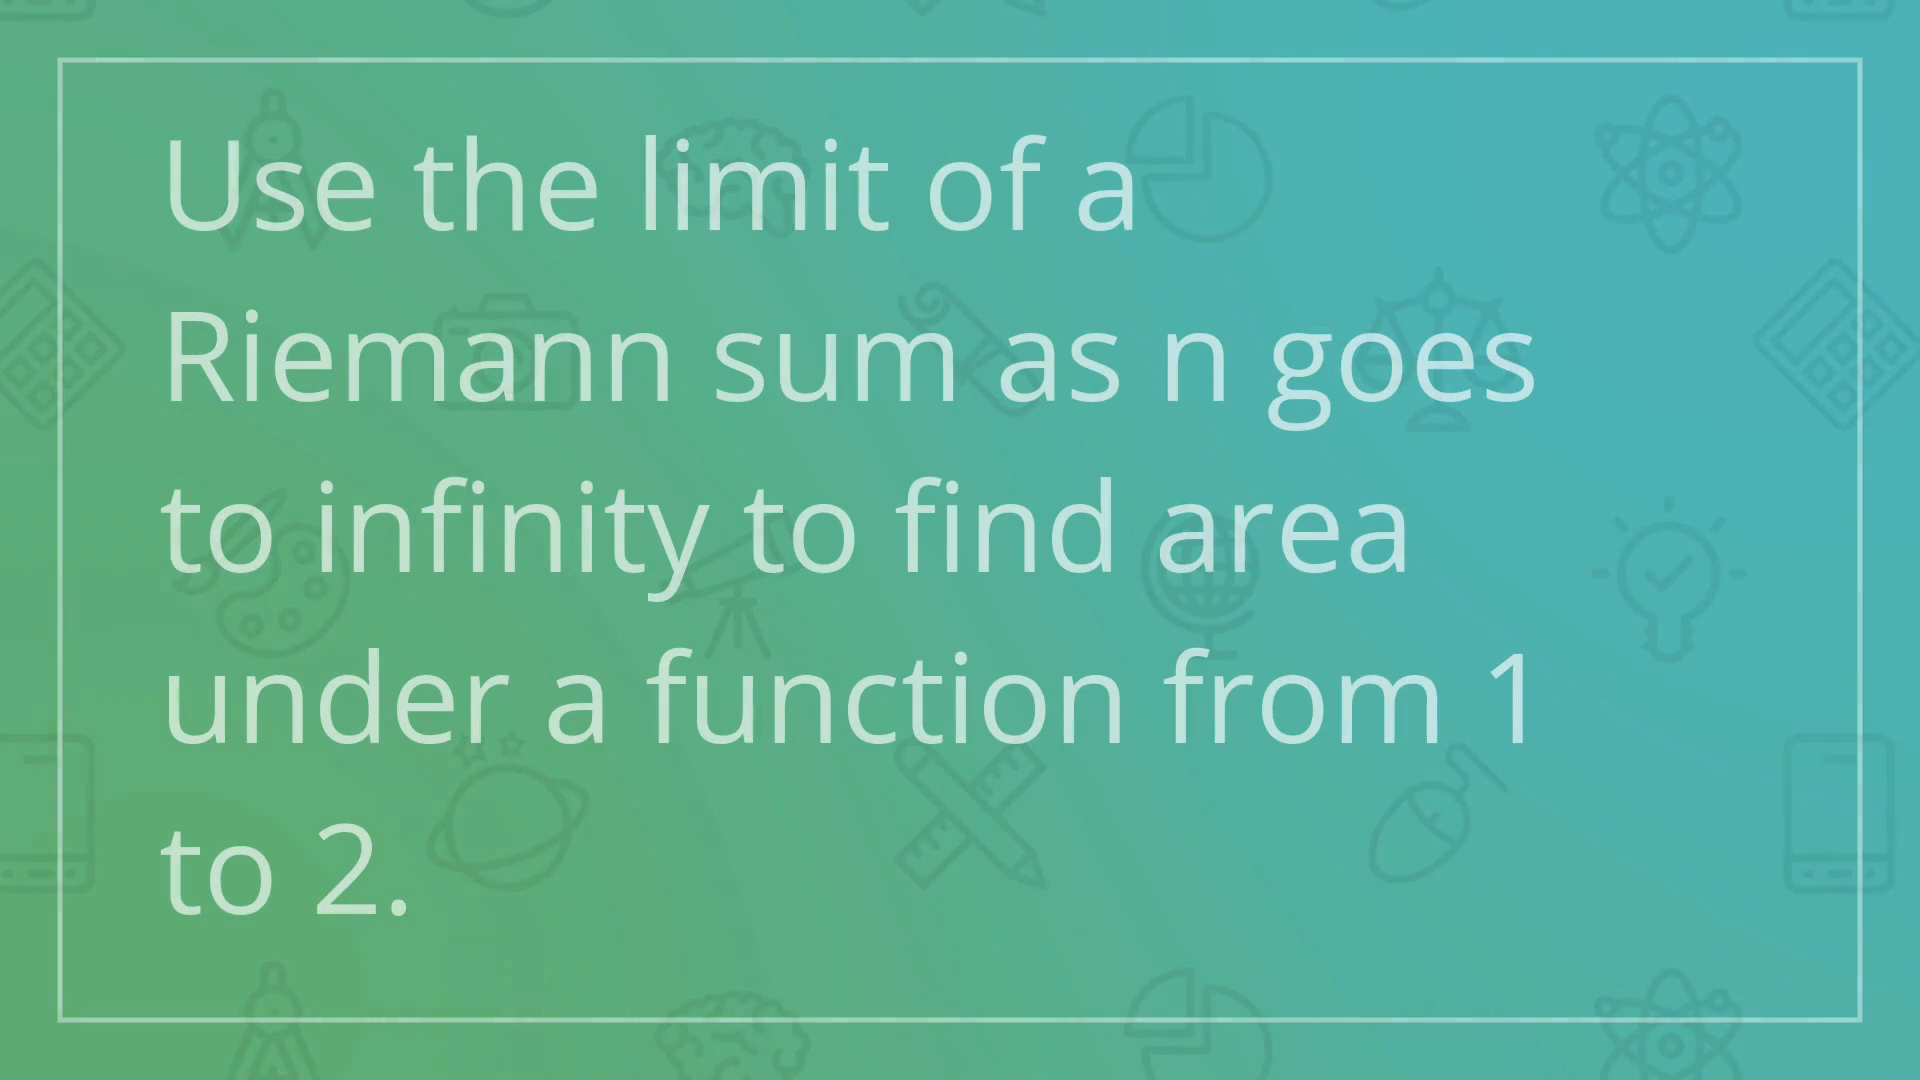 Use the limit of a
Riemann sum as n goes
to infinity to find area
under a function from 1
to 2.